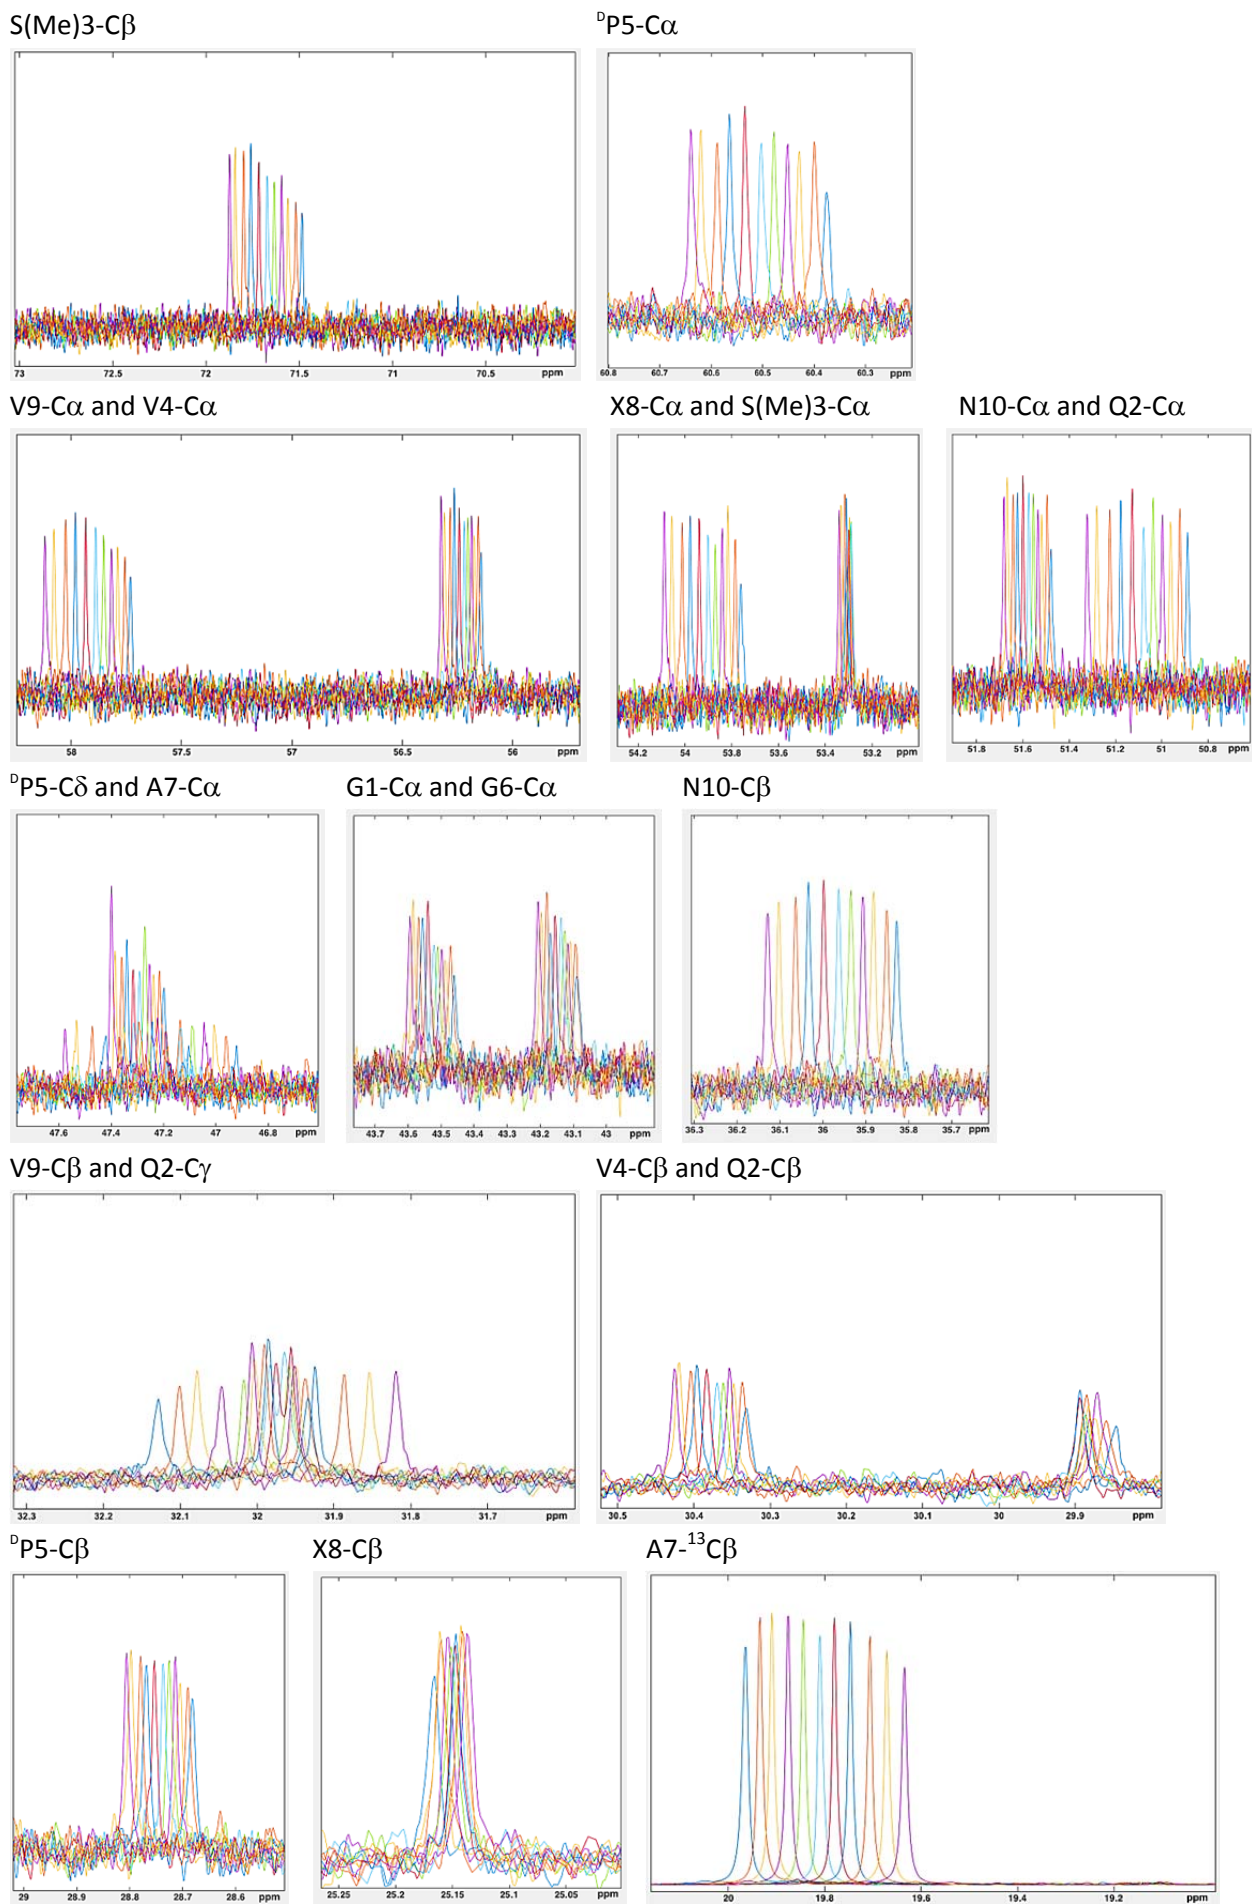 S(Me)3-Cβ ᴰP5-Cα
73 72.5 72 71.5 71 70.5 ppm 60.8 60.7 60.6 60.5 60.4 60.3 ppm
V9-Cα and V4-Cα X8-Cα and S(Me)3-Cα N10-Cα and Q2-Cα
58 57.5 57 56.5 56 ppm 54.2 54 53.8 53.6 53.4 53.2 ppm 51.8 51.6 51.4 51.2 51 50.8 ppm
ᴰP5-Cδ and A7-Cα G1-Cα and G6-Cα N10-Cβ
47.6 47.4 47.2 47 46.8 ppm 43.7 43.6 43.5 43.4 43.3 43.2 43.1 43 ppm 36.3 36.2 36.1 36 35.9 35.8 35.7 ppm
V9-Cβ and Q2-Cγ V4-Cβ and Q2-Cβ
32.3 32.2 32.1 32 31.9 31.8 31.7 ppm 30.5 30.4 30.3 30.2 30.1 30 29.9 ppm
ᴰP5-Cβ X8-Cβ A7-¹³Cβ
29 28.9 28.8 28.7 28.6 ppm 25.25 25.2 25.15 25.1 25.05 ppm 20 19.8 19.6 19.4 19.2 ppm